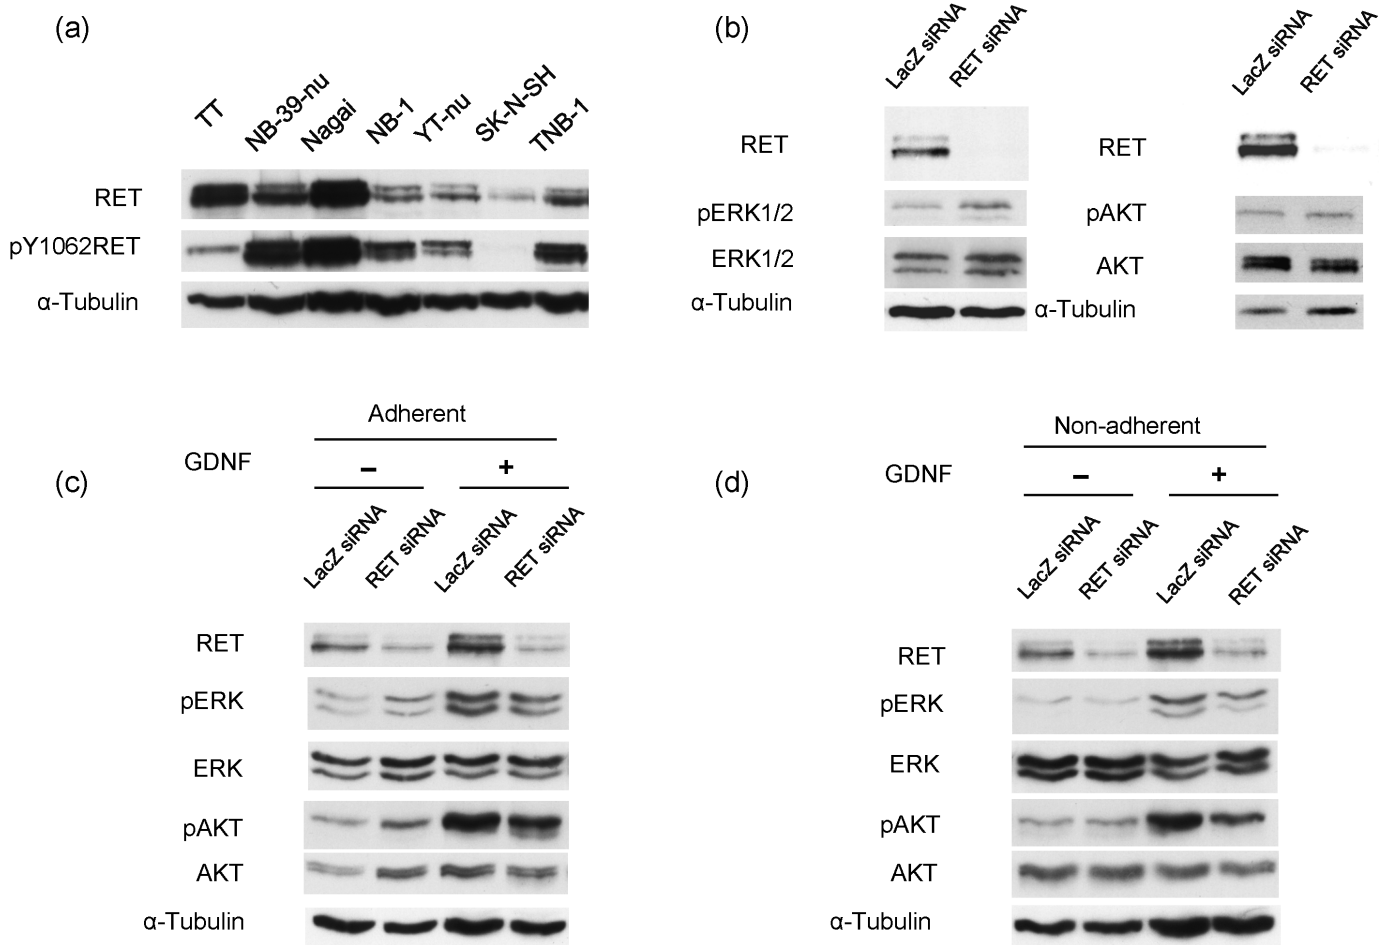 (a)
TT NB-39-nu Nagai NB-1 YT-nu SK-N-SH TNB-1
RET
pY1062RET
α-Tubulin
(b)
LacZ siRNA RET siRNA
RET
pERK1/2
ERK1/2
α-Tubulin
LacZ siRNA RET siRNA
RET
pAKT
AKT
α-Tubulin
(c)
Adherent
GDNF − +
LacZ siRNA RET siRNA LacZ siRNA RET siRNA
RET
pERK
ERK
pAKT
AKT
α-Tubulin
(d)
Non-adherent
GDNF − +
LacZ siRNA RET siRNA LacZ siRNA RET siRNA
RET
pERK
ERK
pAKT
AKT
α-Tubulin